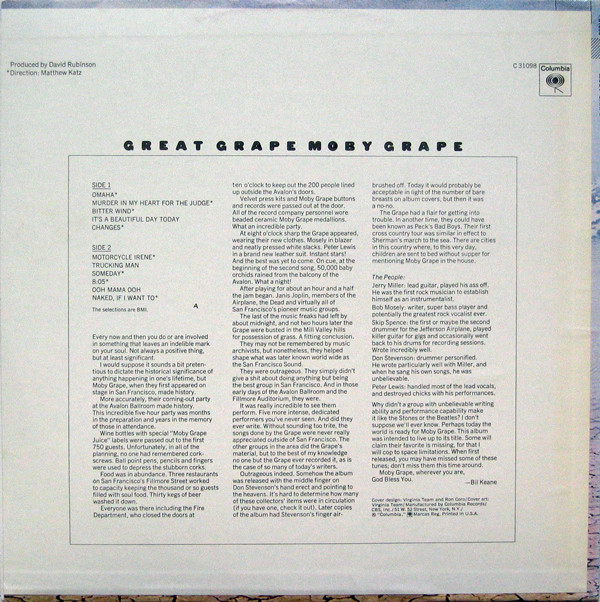 Produced by David Rubinson
*Direction: Matthew Katz
C 31098
Columbia
GREAT GRAPE MOBY GRAPE
SIDE 1
OMAHA*
MURDER IN MY HEART FOR THE JUDGE*
BITTER WIND*
IT'S A BEAUTIFUL DAY TODAY
CHANGES*
SIDE 2
MOTORCYCLE IRENE*
TRUCKING MAN
SOMEDAY*
8:05*
OOH MAMA OOH
NAKED, IF I WANT TO*
The selections are BMI.
A
Every now and then you do or are involved
in something that leaves an indelible mark
on your soul. Not always a positive thing,
but at least significant.
I would suppose it sounds a bit preten-
tious to dictate the historical significance of
anything happening in one's lifetime, but
Moby Grape, when they first appeared on
stage in San Francisco, made history.
More accurately, their coming-out party
at the Avalon Ballroom made history.
This incredible five-hour party was months
in the preparation and years in the memory
of those in attendance.
Wine bottles with special "Moby Grape
Juice" labels were passed out to the first
750 guests. Unfortunately, in all of the
planning, no one had remembered cork-
screws. Ball point pens, pencils and fingers
were used to depress the stubborn corks.
Food was in abundance. Three restaurants
on San Francisco's Fillmore Street worked
to capacity keeping the thousand or so guests
filled with soul food. Thirty kegs of beer
washed it down.
Everyone was there including the Fire
Department, who closed the doors at
ten o'clock to keep out the 200 people lined
up outside the Avalon's doors.
Velvet press kits and Moby Grape buttons
and records were passed out at the door.
All of the record company personnel wore
beaded ceramic Moby Grape medallions.
What an incredible party.
At eight o'clock sharp the Grape appeared,
wearing their new clothes. Mosely in blazer
and neatly pressed white slacks. Peter Lewis
in a brand new leather suit. Instant stars!
And the best was yet to come. On cue, at the
beginning of the second song, 50,000 baby
orchids rained from the balcony of the
Avalon. What a night!
After playing for about an hour and a half
the jam began. Janis Joplin, members of the
Airplane, the Dead and virtually all of
San Francisco's pioneer music groups.
The last of the music freaks had left by
about midnight, and not two hours later the
Grape were busted in the Mill Valley hills
for possession of grass. A fitting conclusion.
They may not be remembered by music
archivists, but nonetheless, they helped
shape what was later known world wide as
the San Francisco Sound.
They were outrageous. They simply didn't
give a shit about doing anything but being
the best group in San Francisco. And in those
early days of the Avalon Ballroom and the
Fillmore Auditorium, they were.
It was really incredible to see them
perform. Five more intense, dedicated
performers you've never seen. And did they
ever write. Without sounding too trite, the
songs done by the Grape were never really
appreciated outside of San Francisco. The
other groups in the area did the Grape's
material, but to the best of my knowledge
no one but the Grape ever recorded it, as is
the case of so many of today's writers.
Outrageous indeed. Somehow the album
was released with the middle finger on
Don Stevenson's hand erect and pointing to
the heavens. It's hard to determine how many
of these collectors' items were in circulation
(if you have one, check it out). Later copies
of the album had Stevenson's finger air-
brushed off. Today it would probably be
acceptable in light of the number of bare
breasts on album covers, but then it was
a no-no.
The Grape had a flair for getting into
trouble. In another time, they could have
been known as Peck's Bad Boys. Their first
cross country tour was similar in effect to
Sherman's march to the sea. There are cities
in this country where, to this very day,
children are sent to bed without supper for
mentioning Moby Grape in the house.
The People:
Jerry Miller: lead guitar, played his ass off.
He was the first rock musician to establish
himself as an instrumentalist.
Bob Mosely: writer, super bass player and
potentially the greatest rock vocalist ever.
Skip Spence: the first or maybe the second
drummer for the Jefferson Airplane, played
killer guitar for gigs and occasionally went
back to his drums for recording sessions.
Wrote incredibly well.
Don Stevenson: drummer personified.
He wrote particularly well with Miller, and
when he sang his own songs, he was
unbelievable.
Peter Lewis: handled most of the lead vocals,
and destroyed chicks with his performances.
Why didn't a group with unbelievable writing
ability and performance capability make
it like the Stones or the Beatles? I don't
suppose we'll ever know. Perhaps today the
world is ready for Moby Grape. This album
was intended to live up to its title. Some will
claim their favorite is missing, for that I
will cop to space limitations. When first
released, you may have missed some of these
tunes, don't miss them this time around.
Moby Grape, wherever you are,
God Bless You.
—Bil Keane
Cover design: Virginia Team and Ron Coro/Cover art:
Virginia Team/Manufactured by Columbia Records/
CBS, Inc./51 W. 52 Street, New York, N.Y./
® "Columbia," Marcas Reg. Printed in U.S.A.